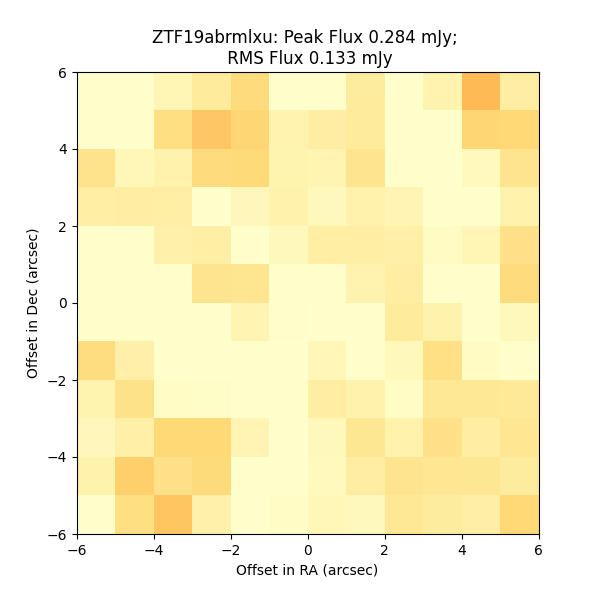 ZTF19abrmlxu: Peak Flux 0.284 mJy;
RMS Flux 0.133 mJy
6
4
2
0
−2
−4
−6
Offset in Dec (arcsec)
−6 −4 −2 0 2 4 6
Offset in RA (arcsec)